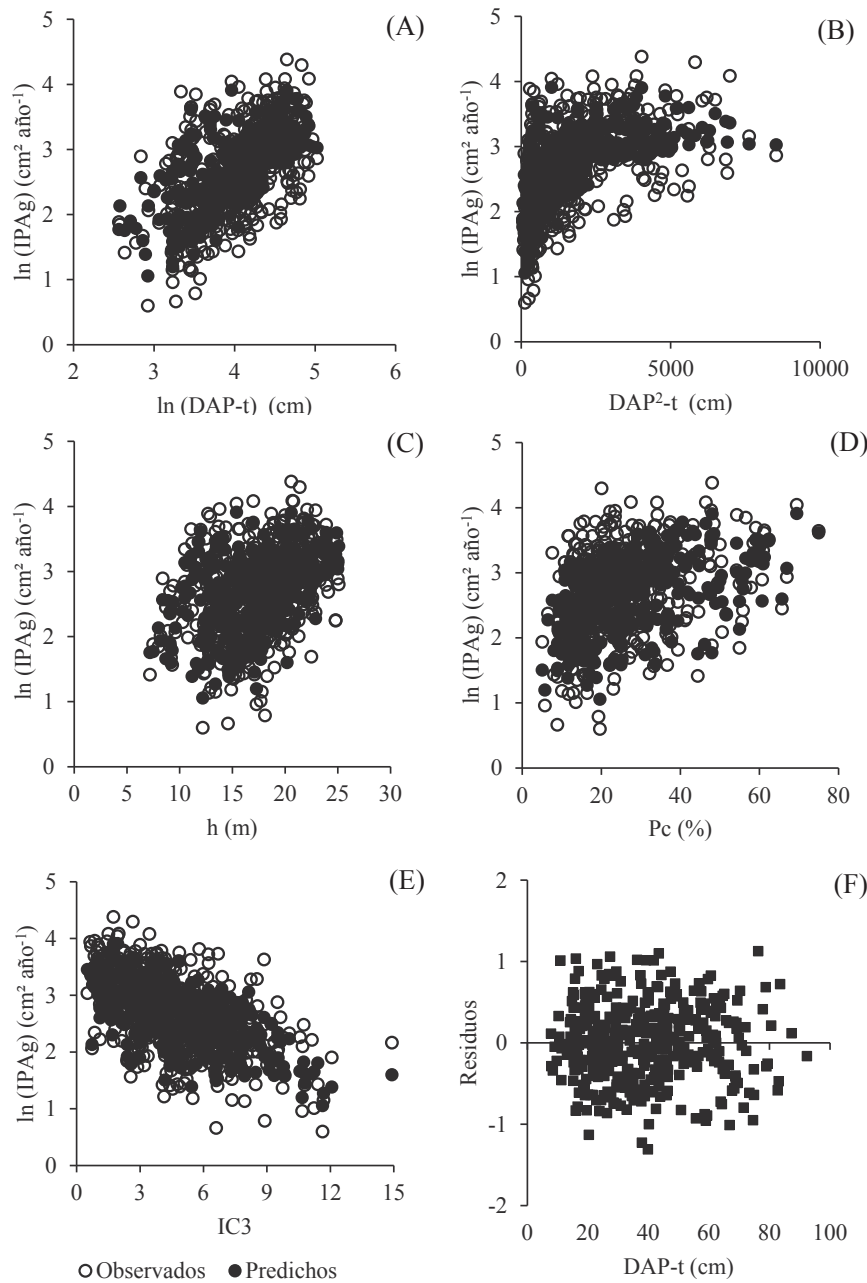 (A)
ln (IPAg) (cm² año⁻¹)
5
4
3
2
1
0
2 3 4 5 6
ln (DAP-t) (cm)
(B)
ln (IPAg) (cm² año⁻¹)
5
4
3
2
1
0
0 5000 10000
DAP²-t (cm)
(C)
ln (IPAg) (cm² año⁻¹)
5
4
3
2
1
0
0 5 10 15 20 25 30
h (m)
(D)
ln (IPAg) (cm² año⁻¹)
5
4
3
2
1
0
0 20 40 60 80
Pc (%)
(E)
ln (IPAg) (cm² año⁻¹)
5
4
3
2
1
0
0 3 6 9 12 15
IC3
(F)
Residuos
2
1
0
-1
-2
0 20 40 60 80 100
DAP-t (cm)
Observados Predichos